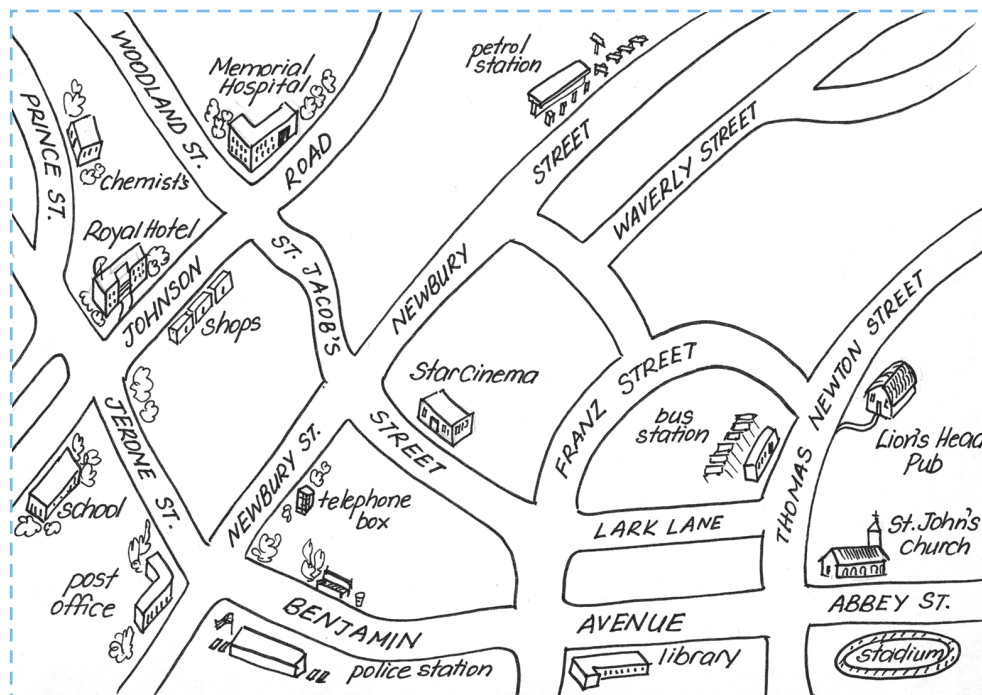 WOODLAND ST.
Memorial
Hospital
petrol
station
PRINCE ST.
chemist's
ROAD
STREET
WAVERLY STREET
Royal Hotel
JOHNSON
ST. JACOB'S
NEWBURY
shops
NEWTON STREET
Star Cinema
FRANZ STREET
STREET
bus
station
Lion's Head
Pub
JERONE ST.
NEWBURY ST.
telephone
box
school
THOMAS
LARK LANE
St. John's
church
post
office
BENJAMIN
AVENUE
ABBEY ST.
police station
library
stadium